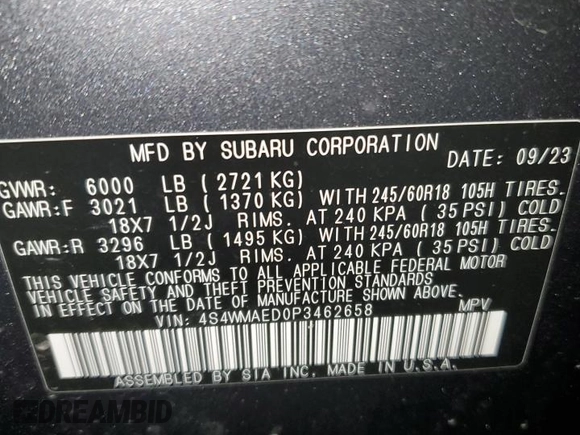 MFD BY SUBARU CORPORATION DATE: 09/23
GVWR: 6000 LB ( 2721 KG)
GAWR:F 3021 LB ( 1370 KG) WITH 245/60R18 105H TIRES.
18X7 1/2J RIMS. AT 240 KPA ( 35 PSI) COLD
GAWR:R 3296 LB ( 1495 KG) WITH 245/60R18 105H TIRES.
18X7 1/2J RIMS. AT 240 KPA ( 35 PSI) COLD
THIS VEHICLE CONFORMS TO ALL APPLICABLE FEDERAL MOTOR
VEHICLE SAFETY AND THEFT STANDARDS IN EFFECT ON THE
DATE OF MANUFACTURE SHOWN ABOVE.
VIN: 4S4WMAED0P3462658 MPV
ASSEMBLED BY SIA INC. MADE IN U.S.A.
DREAMBID